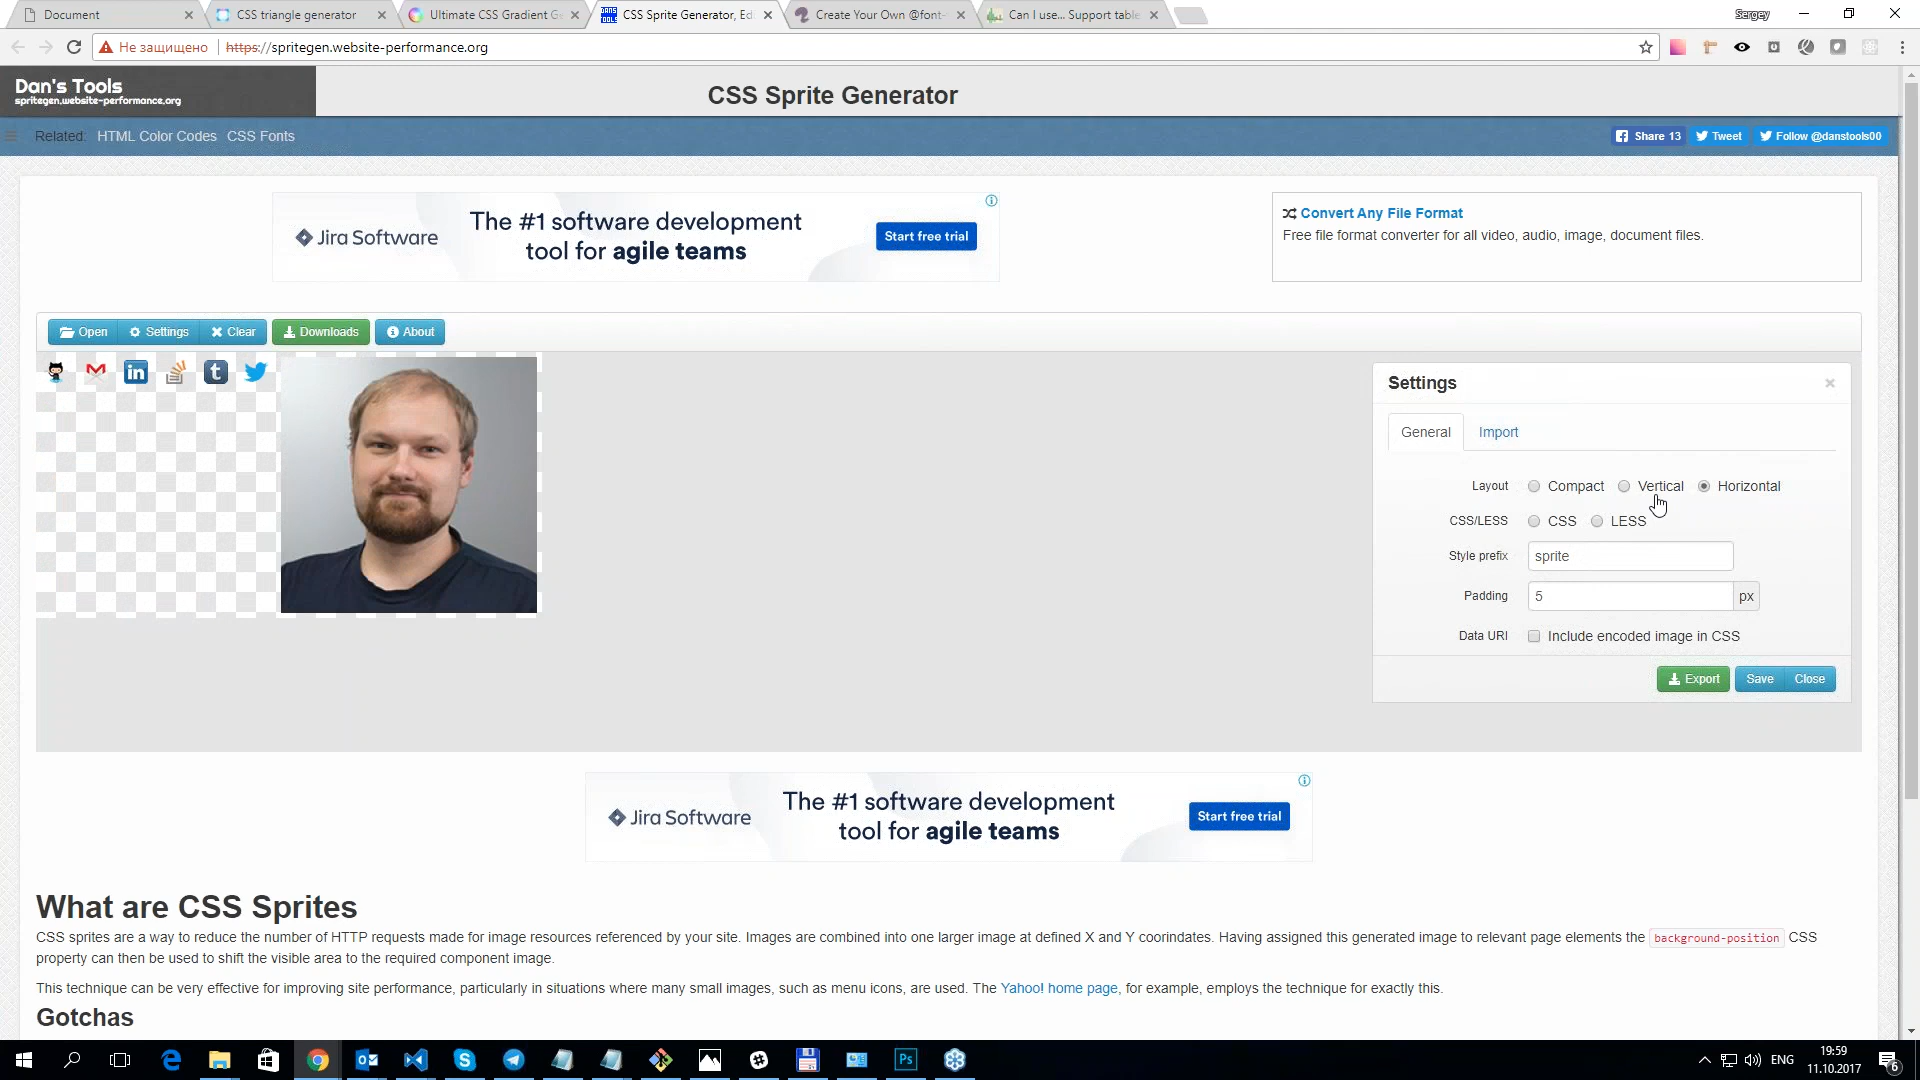 Document
CSS triangle generator
Ultimate CSS Gradient Ge
CSS Sprite Generator, Ed
Create Your Own @font-
Can I use... Support table
Sergey
Не защищено
https://spritegen.website-performance.org
Dan's Tools
spritegen.website-performance.org
CSS Sprite Generator
Related: HTML Color Codes CSS Fonts
Share 13 Tweet Follow @danstools00
Jira Software
The #1 software development
tool for agile teams
Start free trial
Convert Any File Format
Free file format converter for all video, audio, image, document files.
Open Settings Clear Downloads About
in t
Settings
General Import
Layout Compact Vertical Horizontal
CSS/LESS CSS LESS
Style prefix sprite
Padding 5 px
Data URI Include encoded image in CSS
Export Save Close
Jira Software
The #1 software development
tool for agile teams
Start free trial
What are CSS Sprites
CSS sprites are a way to reduce the number of HTTP requests made for image resources referenced by your site. Images are combined into one larger image at defined X and Y coorindates. Having assigned this generated image to relevant page elements the background-position CSS
property can then be used to shift the visible area to the required component image.
This technique can be very effective for improving site performance, particularly in situations where many small images, such as menu icons, are used. The Yahoo! home page, for example, employs the technique for exactly this.
Gotchas
Ps
ENG
19:59
11.10.2017
6